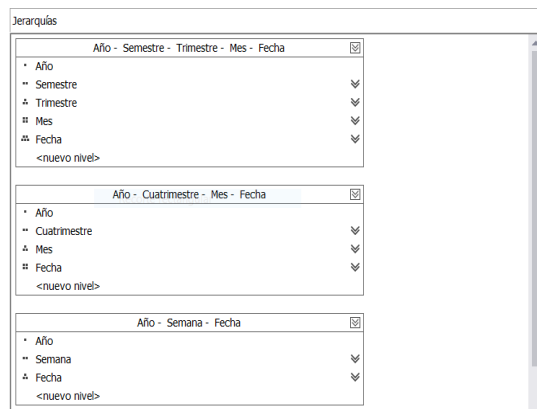 Jerarquías
Año - Semestre - Trimestre - Mes - Fecha
Año
Semestre
Trimestre
Mes
Fecha
<nuevo nivel>
Año - Cuatrimestre - Mes - Fecha
Año
Cuatrimestre
Mes
Fecha
<nuevo nivel>
Año - Semana - Fecha
Año
Semana
Fecha
<nuevo nivel>